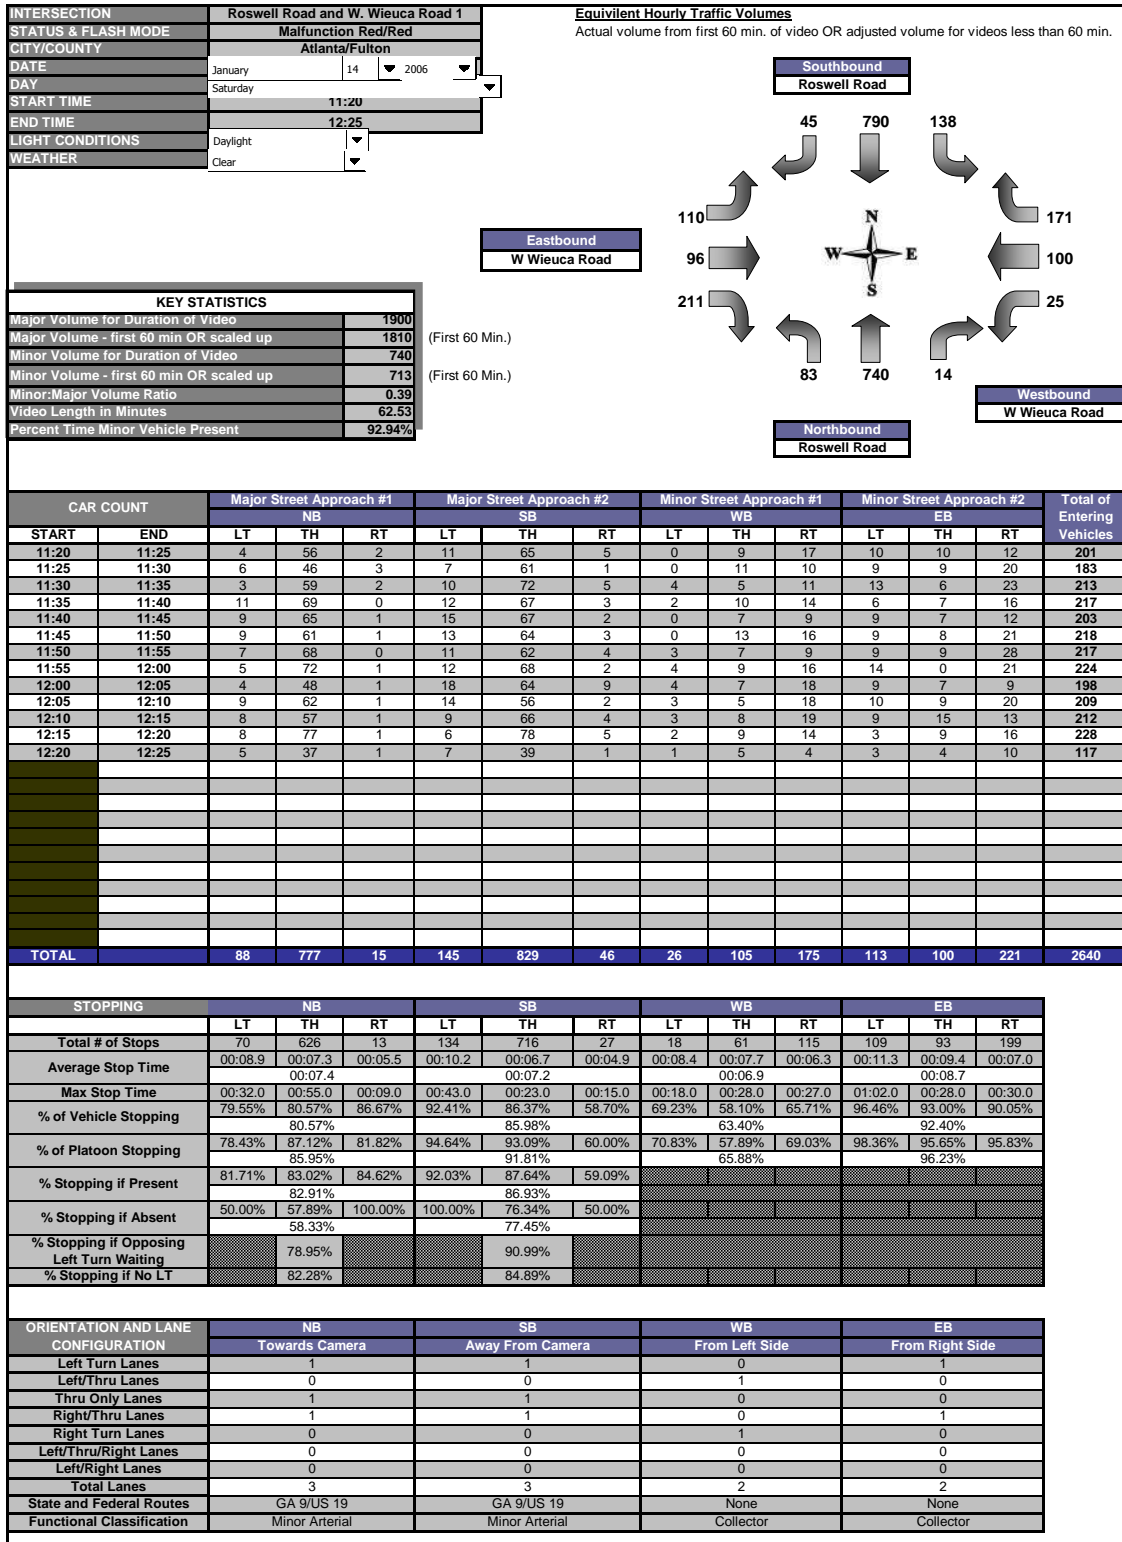 INTERSECTION Roswell Road and W. Wieuca Road 1
STATUS & FLASH MODE Malfunction Red/Red
CITY/COUNTY Atlanta/Fulton
DATE January 14 2006
DAY Saturday
START TIME 11:20
END TIME 12:25
LIGHT CONDITIONS Daylight
WEATHER Clear
Equivilent Hourly Traffic Volumes
Actual volume from first 60 min. of video OR adjusted volume for videos less than 60 min.
Southbound
Roswell Road
45 790 138
110 N 171
Eastbound
W Wieuca Road
96 W E 100
211 S 25
83 740 14
Westbound
W Wieuca Road
Northbound
Roswell Road
KEY STATISTICS
Major Volume for Duration of Video 1900
Major Volume - first 60 min OR scaled up 1810 (First 60 Min.)
Minor Volume for Duration of Video 740
Minor Volume - first 60 min OR scaled up 713 (First 60 Min.)
Minor:Major Volume Ratio 0.39
Video Length in Minutes 62.53
Percent Time Minor Vehicle Present 92.94%
CAR COUNT Major Street Approach #1 Major Street Approach #2 Minor Street Approach #1 Minor Street Approach #2 Total of
NB SB WB EB Entering
START END LT TH RT LT TH RT LT TH RT LT TH RT Vehicles
11:20 11:25 4 56 2 11 65 5 0 9 17 10 10 12 201
11:25 11:30 6 46 3 7 61 1 0 11 10 9 9 20 183
11:30 11:35 3 59 2 10 72 5 4 5 11 13 6 23 213
11:35 11:40 11 69 0 12 67 3 2 10 14 6 7 16 217
11:40 11:45 9 65 1 15 67 2 0 7 9 9 7 12 203
11:45 11:50 9 61 1 13 64 3 0 13 16 9 8 21 218
11:50 11:55 7 68 0 11 62 4 3 7 9 9 9 28 217
11:55 12:00 5 72 1 12 68 2 4 9 16 14 0 21 224
12:00 12:05 4 48 1 18 64 9 4 7 18 9 7 9 198
12:05 12:10 9 62 1 14 56 2 3 5 18 10 9 20 209
12:10 12:15 8 57 1 9 66 4 3 8 19 9 15 13 212
12:15 12:20 8 77 1 6 78 5 2 9 14 3 9 16 228
12:20 12:25 5 37 1 7 39 1 1 5 4 3 4 10 117
TOTAL 88 777 15 145 829 46 26 105 175 113 100 221 2640
STOPPING NB SB WB EB
LT TH RT LT TH RT LT TH RT LT TH RT
Total # of Stops 70 626 13 134 716 27 18 61 115 109 93 199
Average Stop Time 00:08.9 00:07.3 00:05.5 00:10.2 00:06.7 00:04.9 00:08.4 00:07.7 00:06.3 00:11.3 00:09.4 00:07.0
00:07.4 00:07.2 00:06.9 00:08.7
Max Stop Time 00:32.0 00:55.0 00:09.0 00:43.0 00:23.0 00:15.0 00:18.0 00:28.0 00:27.0 01:02.0 00:28.0 00:30.0
% of Vehicle Stopping 79.55% 80.57% 86.67% 92.41% 86.37% 58.70% 69.23% 58.10% 65.71% 96.46% 93.00% 90.05%
80.57% 85.98% 63.40% 92.40%
% of Platoon Stopping 78.43% 87.12% 81.82% 94.64% 93.09% 60.00% 70.83% 57.89% 69.03% 98.36% 95.65% 95.83%
85.95% 91.81% 65.88% 96.23%
% Stopping if Present 81.71% 83.02% 84.62% 92.03% 87.64% 59.09%
82.91% 86.93%
% Stopping if Absent 50.00% 57.89% 100.00% 100.00% 76.34% 50.00%
58.33% 77.45%
% Stopping if Opposing
Left Turn Waiting 78.95% 90.99%
% Stopping if No LT 82.28% 84.89%
ORIENTATION AND LANE NB SB WB EB
CONFIGURATION Towards Camera Away From Camera From Left Side From Right Side
Left Turn Lanes 1 1 0 1
Left/Thru Lanes 0 0 1 0
Thru Only Lanes 1 1 0 0
Right/Thru Lanes 1 1 0 1
Right Turn Lanes 0 0 1 0
Left/Thru/Right Lanes 0 0 0 0
Left/Right Lanes 0 0 0 0
Total Lanes 3 3 2 2
State and Federal Routes GA 9/US 19 GA 9/US 19 None None
Functional Classification Minor Arterial Minor Arterial Collector Collector